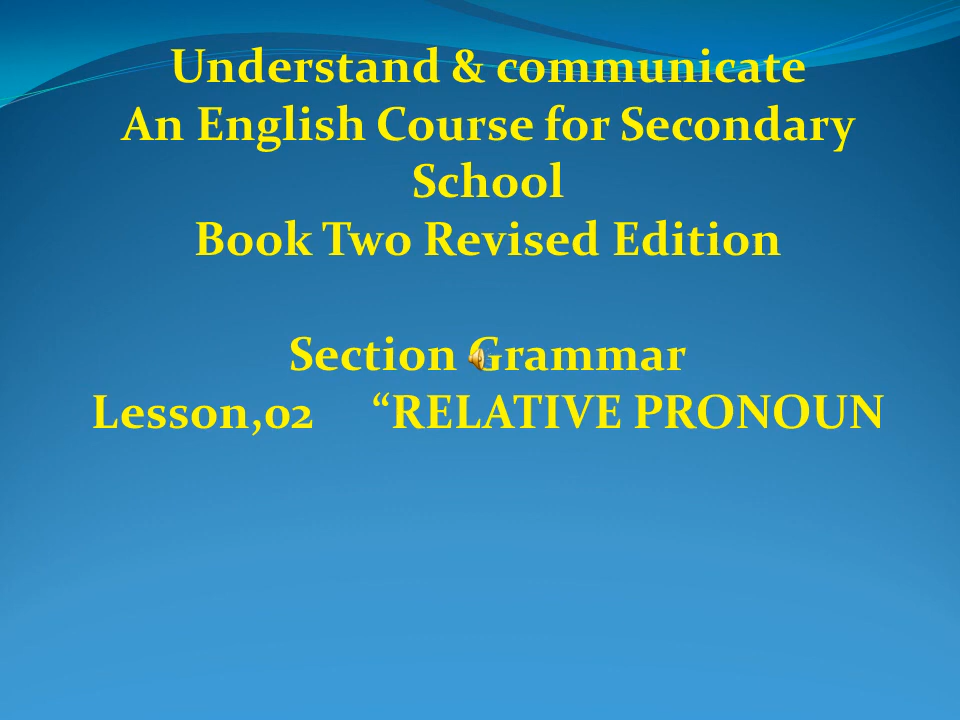 Understand & communicate
An English Course for Secondary
School
Book Two Revised Edition
Section Grammar
Lesson,02 “RELATIVE PRONOUN